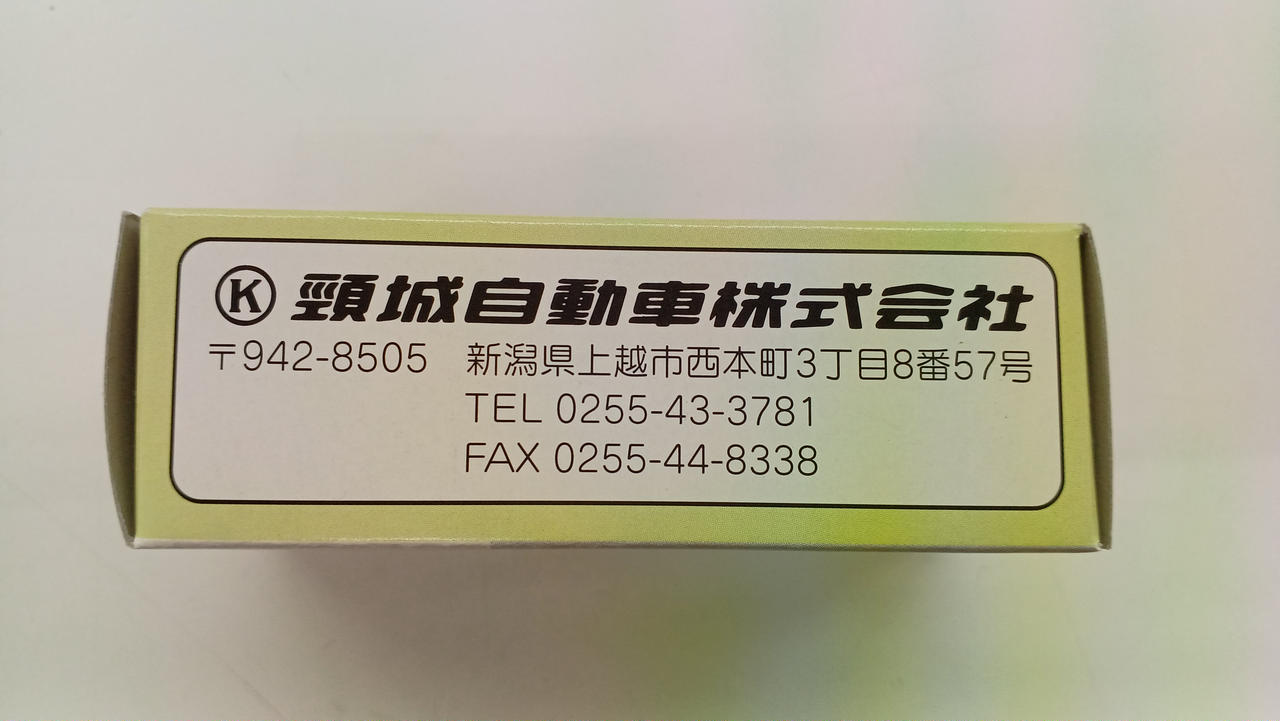 Ⓚ 頸城自動車株式会社
〒942-8505 新潟県上越市西本町3丁目8番57号
TEL 0255-43-3781
FAX 0255-44-8338